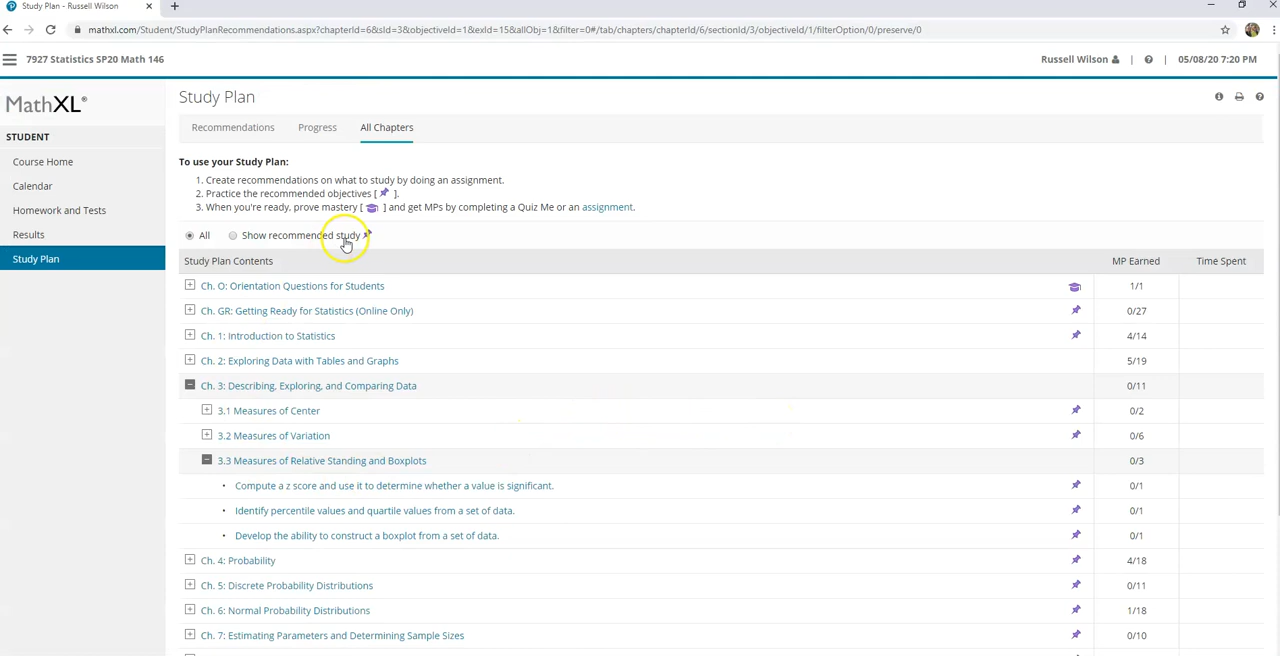 Study Plan - Russell Wilson
mathxl.com/Student/StudyPlanRecommendations.aspx?chapterId=6&sId=3&objectiveId=1&exId=15&allObj=1&filter=0#/tab/chapters/chapterId/6/sectionId/3/objectiveId/1/filterOption/0/preserve/0
7927 Statistics SP20 Math 146
Russell Wilson | ? | 05/08/20 7:20 PM
MathXL®
Study Plan
STUDENT
Course Home
Calendar
Homework and Tests
Results
Study Plan
Recommendations Progress All Chapters
To use your Study Plan:
1. Create recommendations on what to study by doing an assignment.
2. Practice the recommended objectives [ ].
3. When you're ready, prove mastery [ ] and get MPs by completing a Quiz Me or an assignment.
All Show recommended study
Study Plan Contents MP Earned Time Spent
Ch. O: Orientation Questions for Students 1/1
Ch. GR: Getting Ready for Statistics (Online Only) 0/27
Ch. 1: Introduction to Statistics 4/14
Ch. 2: Exploring Data with Tables and Graphs 5/19
Ch. 3: Describing, Exploring, and Comparing Data 0/11
3.1 Measures of Center 0/2
3.2 Measures of Variation 0/6
3.3 Measures of Relative Standing and Boxplots 0/3
• Compute a z score and use it to determine whether a value is significant. 0/1
• Identify percentile values and quartile values from a set of data. 0/1
• Develop the ability to construct a boxplot from a set of data. 0/1
Ch. 4: Probability 4/18
Ch. 5: Discrete Probability Distributions 0/11
Ch. 6: Normal Probability Distributions 1/18
Ch. 7: Estimating Parameters and Determining Sample Sizes 0/10